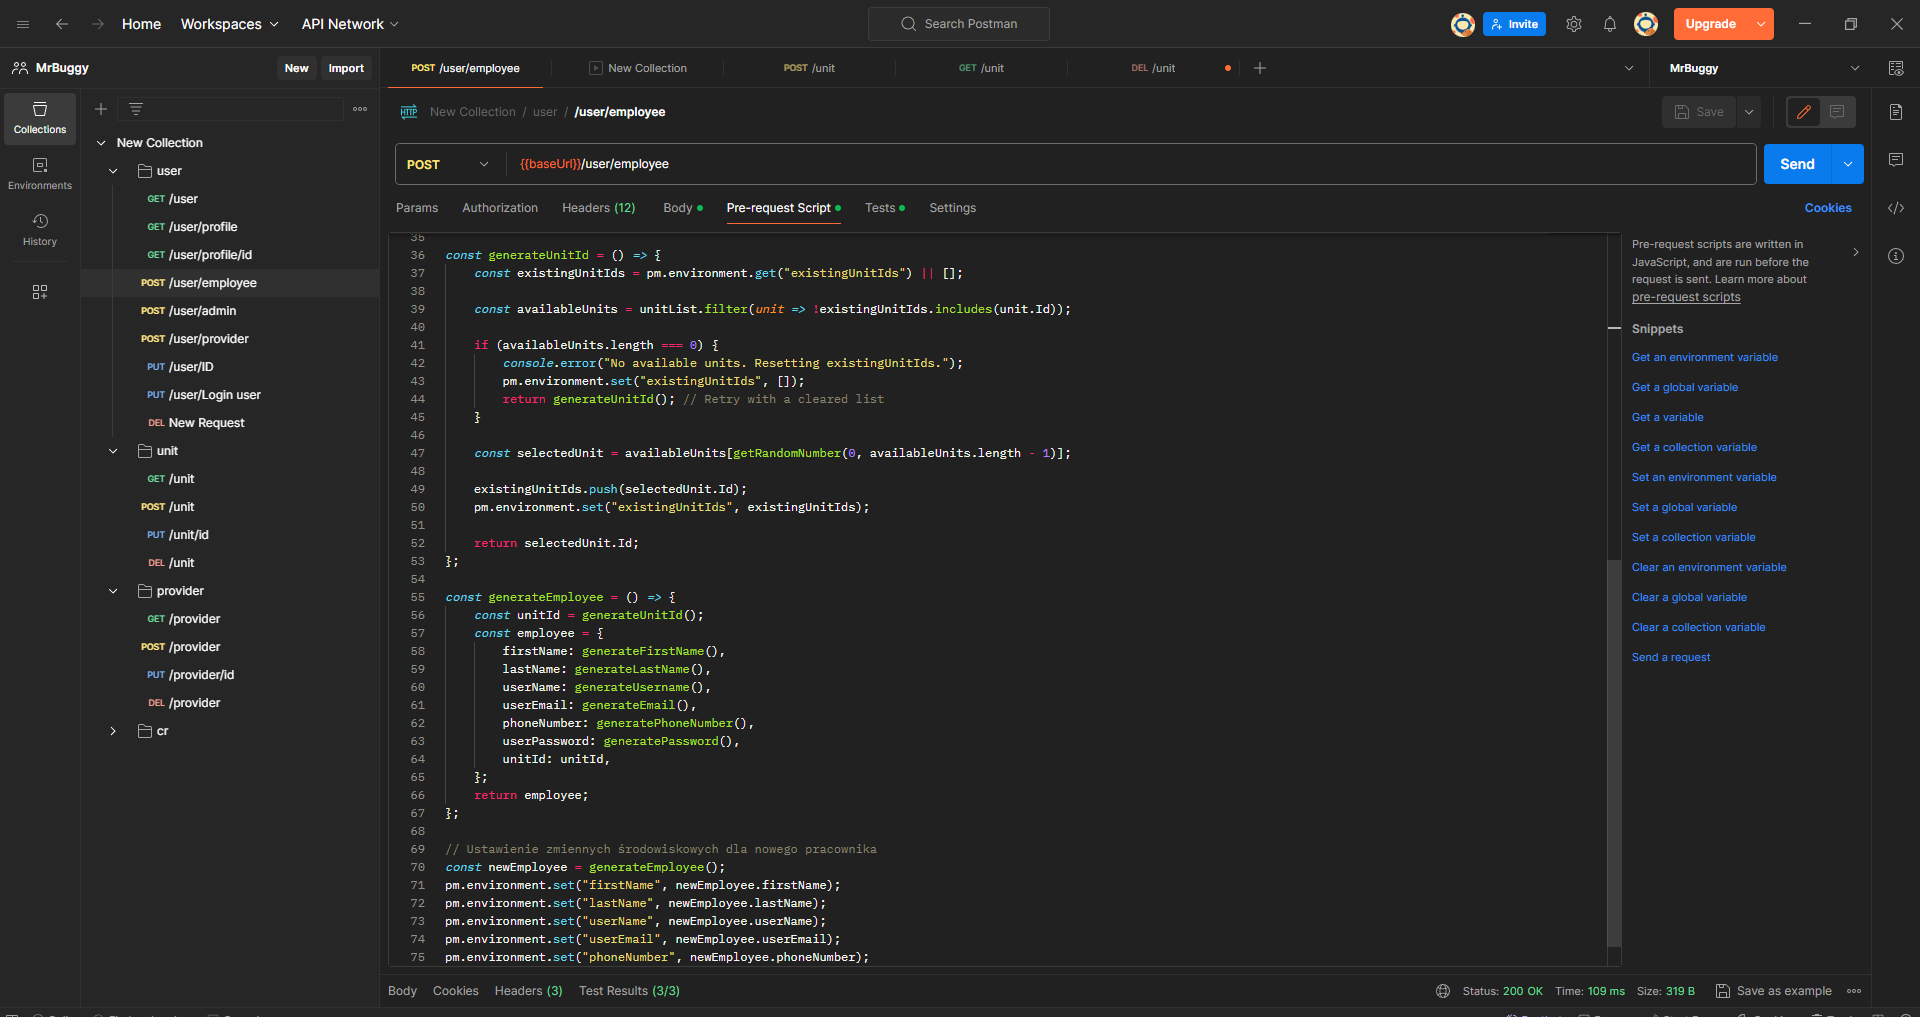 Home Workspaces API Network Search Postman Invite Upgrade
MrBuggy New Import
POST /user/employee New Collection POST /unit GET /unit DEL /unit MrBuggy
Collections
Environments
History
New Collection
user
GET /user
GET /user/profile
GET /user/profile/id
POST /user/employee
POST /user/admin
POST /user/provider
PUT /user/ID
PUT /user/Login user
DEL New Request
unit
GET /unit
POST /unit
PUT /unit/id
DEL /unit
provider
GET /provider
POST /provider
PUT /provider/id
DEL /provider
cr
HTTP New Collection / user / /user/employee Save
POST {{baseUrl}}/user/employee Send
Params Authorization Headers (12) Body Pre-request Script Tests Settings Cookies
35
36 const generateUnitId = () => {
37 const existingUnitIds = pm.environment.get("existingUnitIds") || [];
38
39 const availableUnits = unitList.filter(unit => !existingUnitIds.includes(unit.Id));
40
41 if (availableUnits.length === 0) {
42 console.error("No available units. Resetting existingUnitIds.");
43 pm.environment.set("existingUnitIds", []);
44 return generateUnitId(); // Retry with a cleared list
45 }
46
47 const selectedUnit = availableUnits[getRandomNumber(0, availableUnits.length - 1)];
48
49 existingUnitIds.push(selectedUnit.Id);
50 pm.environment.set("existingUnitIds", existingUnitIds);
51
52 return selectedUnit.Id;
53 };
54
55 const generateEmployee = () => {
56 const unitId = generateUnitId();
57 const employee = {
58 firstName: generateFirstName(),
59 lastName: generateLastName(),
60 userName: generateUsername(),
61 userEmail: generateEmail(),
62 phoneNumber: generatePhoneNumber(),
63 userPassword: generatePassword(),
64 unitId: unitId,
65 };
66 return employee;
67 };
68
69 // Ustawienie zmiennych środowiskowych dla nowego pracownika
70 const newEmployee = generateEmployee();
71 pm.environment.set("firstName", newEmployee.firstName);
72 pm.environment.set("lastName", newEmployee.lastName);
73 pm.environment.set("userName", newEmployee.userName);
74 pm.environment.set("userEmail", newEmployee.userEmail);
75 pm.environment.set("phoneNumber", newEmployee.phoneNumber);
Pre-request scripts are written in
JavaScript, and are run before the
request is sent. Learn more about
pre-request scripts
Snippets
Get an environment variable
Get a global variable
Get a variable
Get a collection variable
Set an environment variable
Set a global variable
Set a collection variable
Clear an environment variable
Clear a global variable
Clear a collection variable
Send a request
Body Cookies Headers (3) Test Results (3/3) Status: 200 OK Time: 109 ms Size: 319 B Save as example